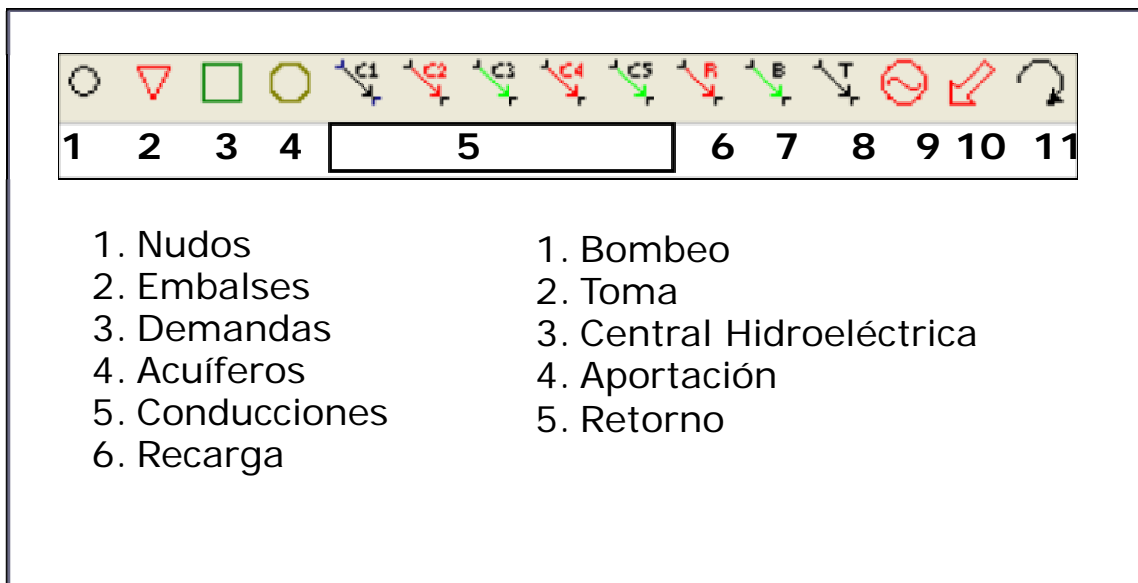 C1 C2 C3 C4 C5 R B T
1 2 3 4 5 6 7 8 9 10 11
1. Nudos
2. Embalses
3. Demandas
4. Acuíferos
5. Conducciones
6. Recarga
1. Bombeo
2. Toma
3. Central Hidroeléctrica
4. Aportación
5. Retorno